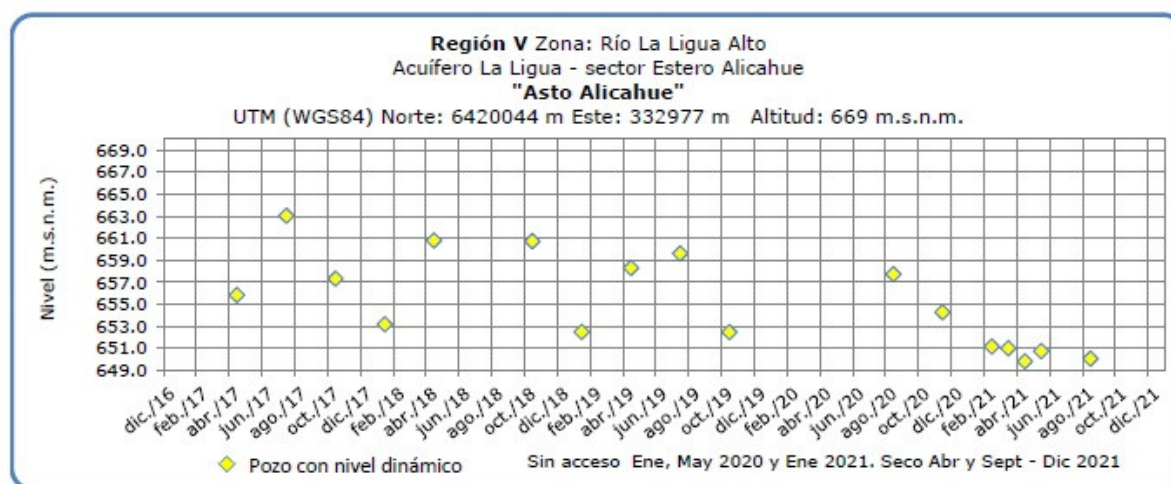 Región V Zona: Río La Ligua Alto
Acuífero La Ligua - sector Estero Alicahue
"Asto Alicahue"
UTM (WGS84) Norte: 6420044 m Este: 332977 m Altitud: 669 m.s.n.m.
Nivel (m.s.n.m.)
669.0
667.0
665.0
663.0
661.0
659.0
657.0
655.0
653.0
651.0
649.0
dic./16
feb./17
abr./17
jun./17
ago./17
oct./17
dic./17
feb./18
abr./18
jun./18
ago./18
oct./18
dic./18
feb./19
abr./19
jun./19
ago./19
oct./19
dic./19
feb./20
abr./20
jun./20
ago./20
oct./20
dic./20
feb./21
abr./21
jun./21
ago./21
oct./21
dic./21
Pozo con nivel dinámico
Sin acceso Ene, May 2020 y Ene 2021. Seco Abr y Sept - Dic 2021